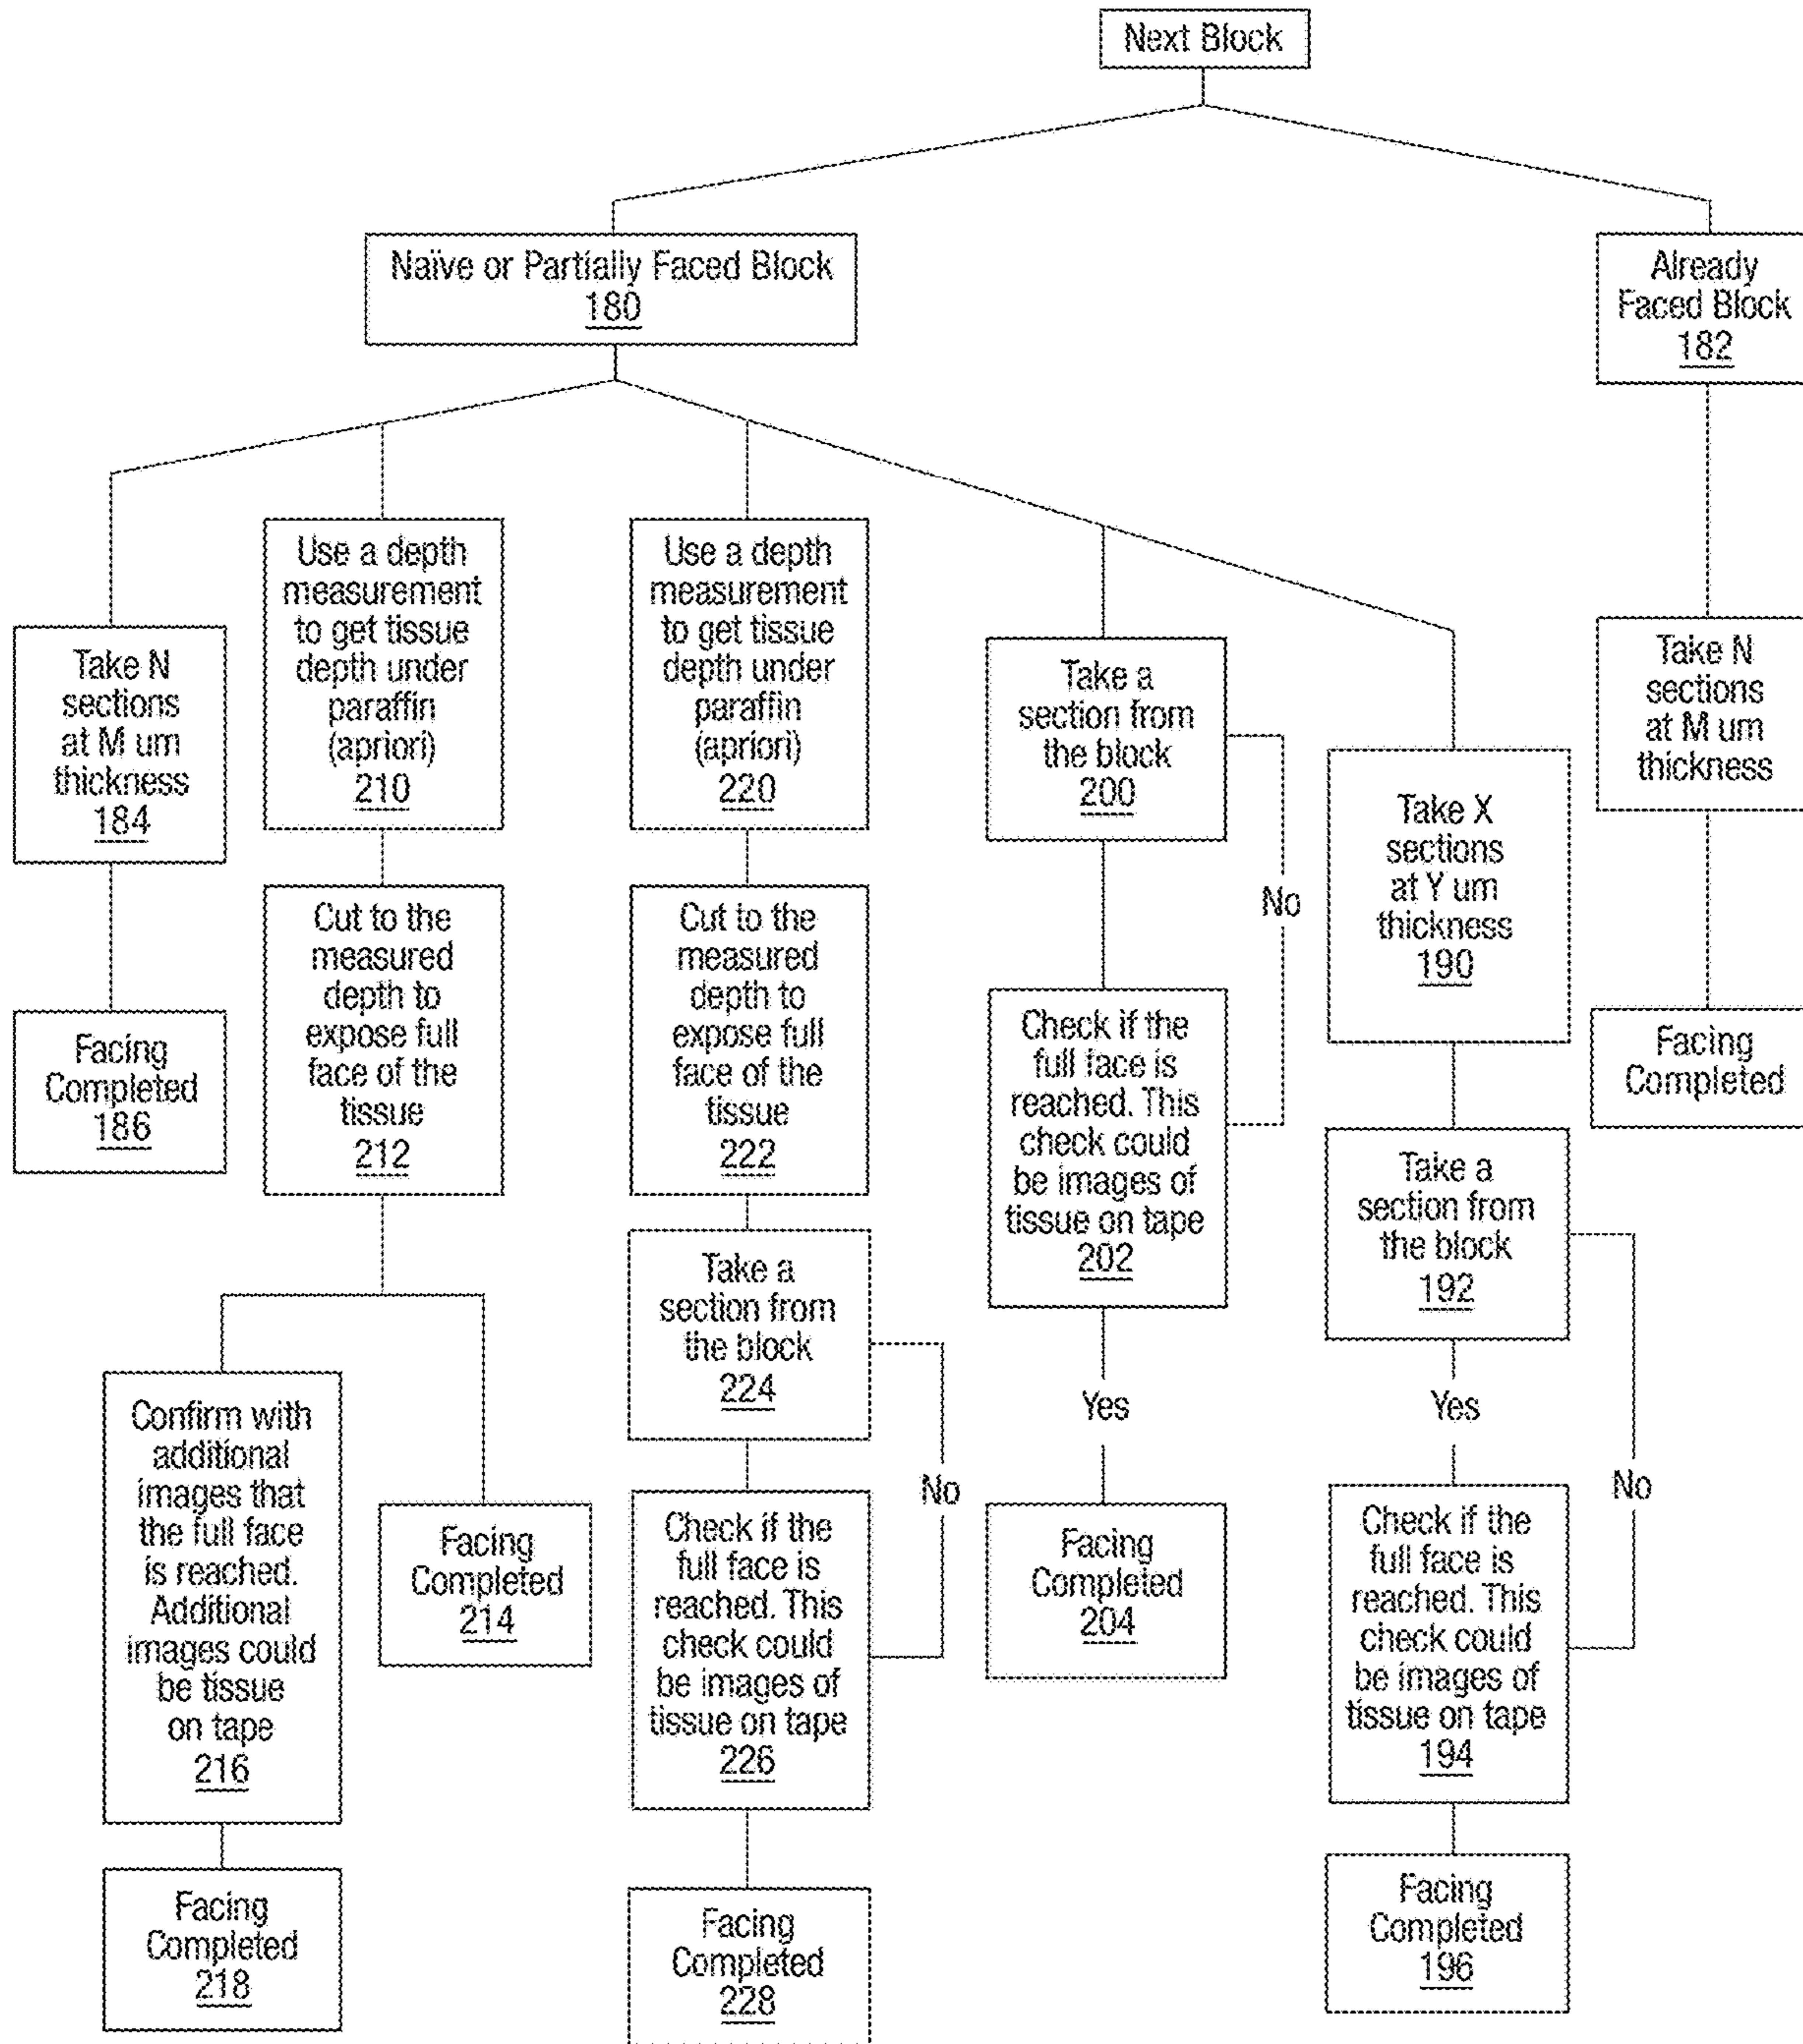 Next Block
Naïve or Partially Faced Block
180
Already
Faced Block
182
Take N
sections
at M um
thickness
184
Facing
Completed
186
Use a depth
measurement
to get tissue
depth under
paraffin
(apriori)
210
Cut to the
measured
depth to
expose full
face of the
tissue
212
Confirm with
additional
images that
the full face
is reached.
Additional
images could
be tissue
on tape
216
Facing
Completed
218
Facing
Completed
214
Use a depth
measurement
to get tissue
depth under
paraffin
(apriori)
220
Cut to the
measured
depth to
expose full
face of the
tissue
222
Take a
section from
the block
224
No
Check if the
full face is
reached. This
check could
be images of
tissue on tape
226
Facing
Completed
228
Take a
section from
the block
200
No
Check if the
full face is
reached. This
check could
be images of
tissue on tape
202
Yes
Facing
Completed
204
Take X
sections
at Y um
thickness
190
Take a
section from
the block
192
Yes
No
Check if the
full face is
reached. This
check could
be images of
tissue on tape
194
Facing
Completed
196
Take N
sections
at M um
thickness
Facing
Completed